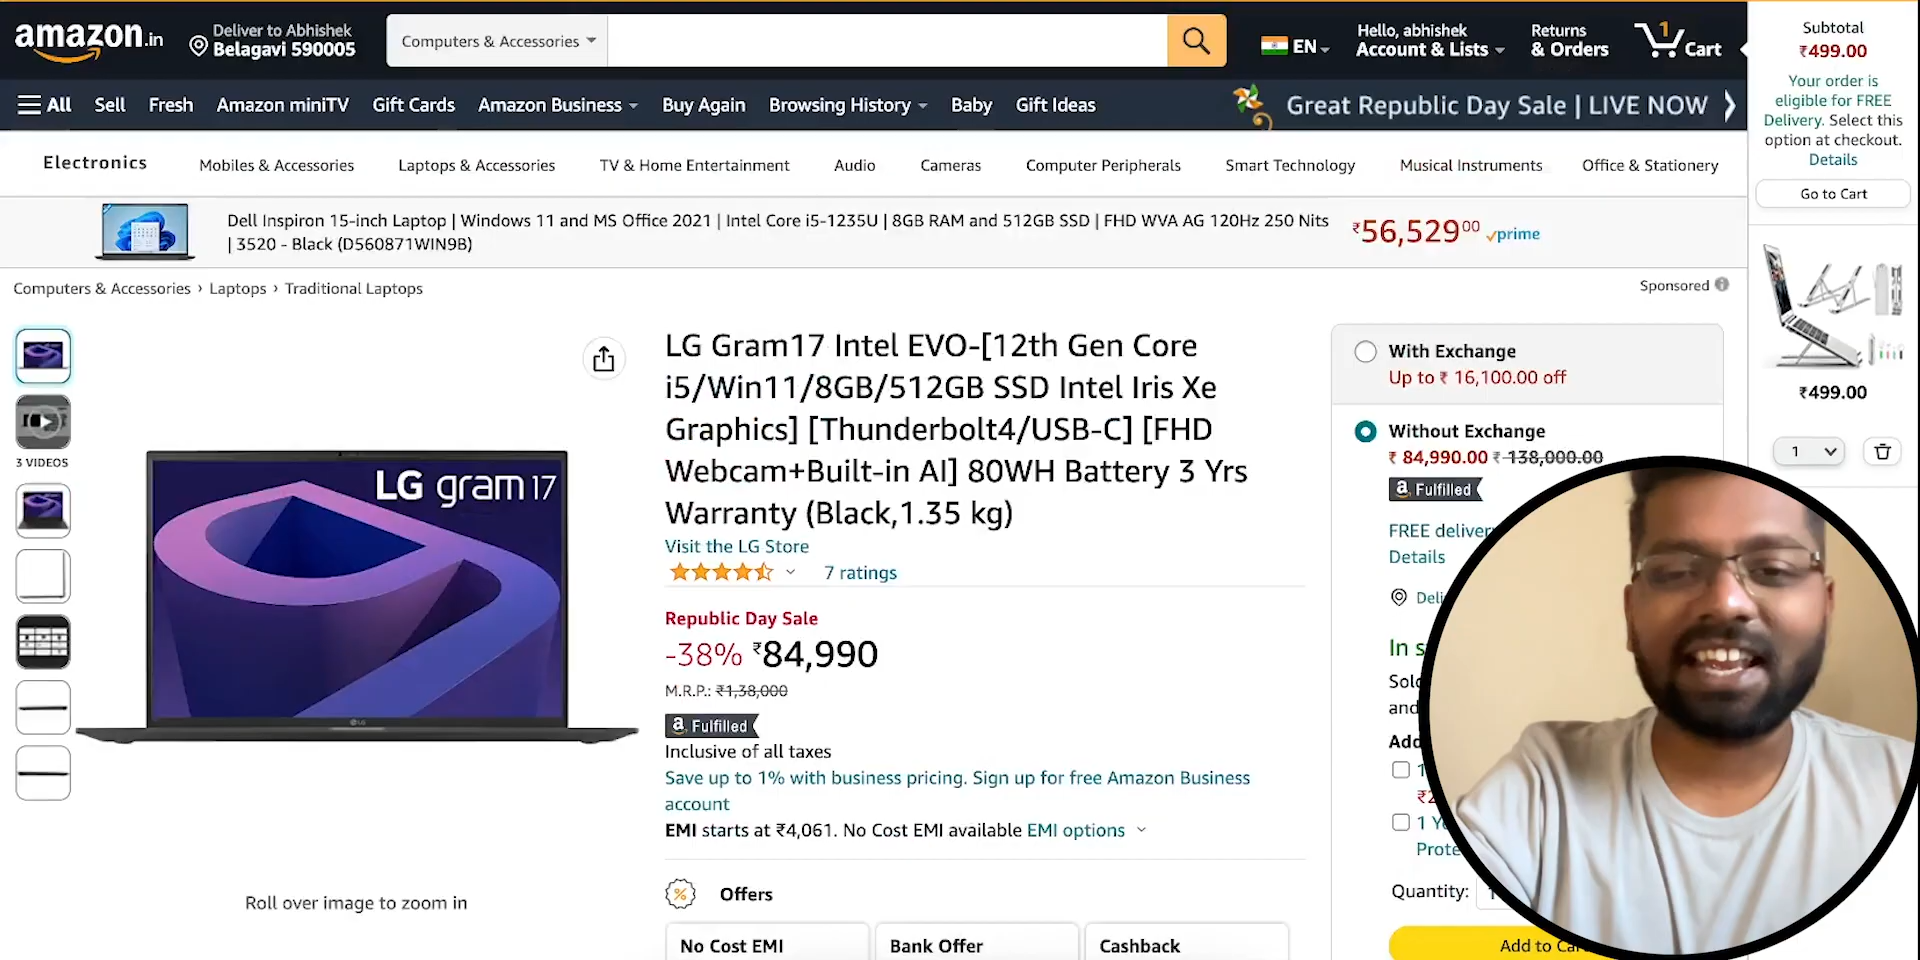 amazon.in
Deliver to Abhishek
Belagavi 590005
Computers & Accessories
EN
Hello, abhishek
Account & Lists
Returns
& Orders
1
Cart
Subtotal
₹499.00
Your order is
eligible for FREE
Delivery. Select this
option at checkout.
Details
Go to Cart
All
Sell
Fresh
Amazon miniTV
Gift Cards
Amazon Business
Buy Again
Browsing History
Baby
Gift Ideas
Great Republic Day Sale | LIVE NOW
Electronics
Mobiles & Accessories
Laptops & Accessories
TV & Home Entertainment
Audio
Cameras
Computer Peripherals
Smart Technology
Musical Instruments
Office & Stationery
Dell Inspiron 15-inch Laptop | Windows 11 and MS Office 2021 | Intel Core i5-1235U | 8GB RAM and 512GB SSD | FHD WVA AG 120Hz 250 Nits
| 3520 - Black (D560871WIN9B)
₹56,529⁰⁰ prime
Computers & Accessories › Laptops › Traditional Laptops
Sponsored
3 VIDEOS
LG gram 17
LG
Roll over image to zoom in
LG Gram17 Intel EVO-[12th Gen Core
i5/Win11/8GB/512GB SSD Intel Iris Xe
Graphics] [Thunderbolt4/USB-C] [FHD
Webcam+Built-in AI] 80WH Battery 3 Yrs
Warranty (Black,1.35 kg)
Visit the LG Store
7 ratings
Republic Day Sale
-38% ₹84,990
M.R.P.: ₹1,38,000
a Fulfilled
Inclusive of all taxes
Save up to 1% with business pricing. Sign up for free Amazon Business
account
EMI starts at ₹4,061. No Cost EMI available EMI options
Offers
No Cost EMI
Bank Offer
Cashback
With Exchange
Up to ₹ 16,100.00 off
Without Exchange
₹ 84,990.00 ₹ 138,000.00
a Fulfilled
FREE delivery
Details
In s
and
Add
1
1
Quantity:
Add to
₹499.00
1